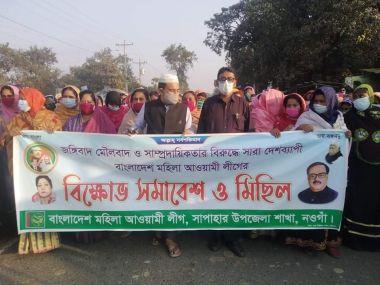 জঙ্গিবাদ মৌলবাদ ও সাম্প্রদায়িকতার বিরুদ্ধে সারা দেশব্যাপী
বাংলাদেশ মহিলা আওয়ামী লীগের
বিক্ষোভ সমাবেশ ও মিছিল
বাংলাদেশ মহিলা আওয়ামী লীগ, সাপাহার উপজেলা শাখা, নওগাঁ।